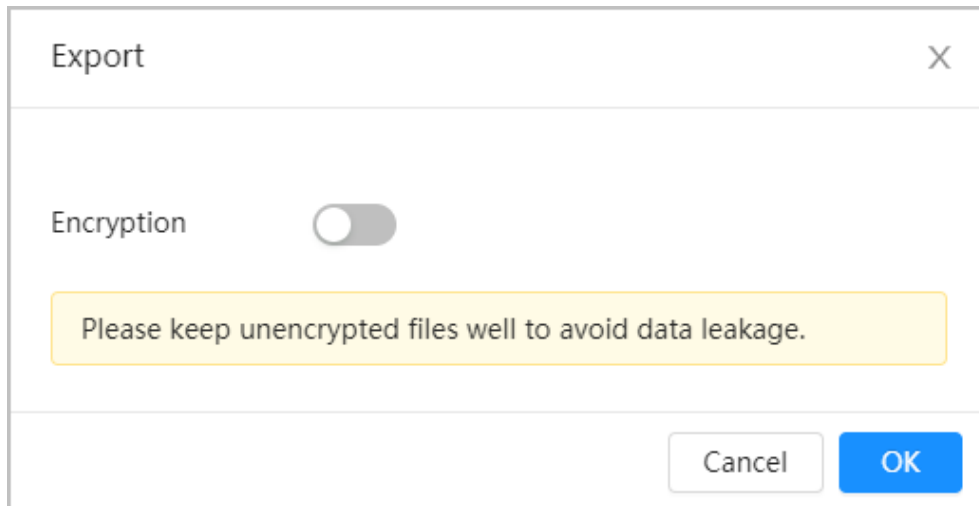 Export
Encryption
Please keep unencrypted files well to avoid data leakage.
Cancel OK